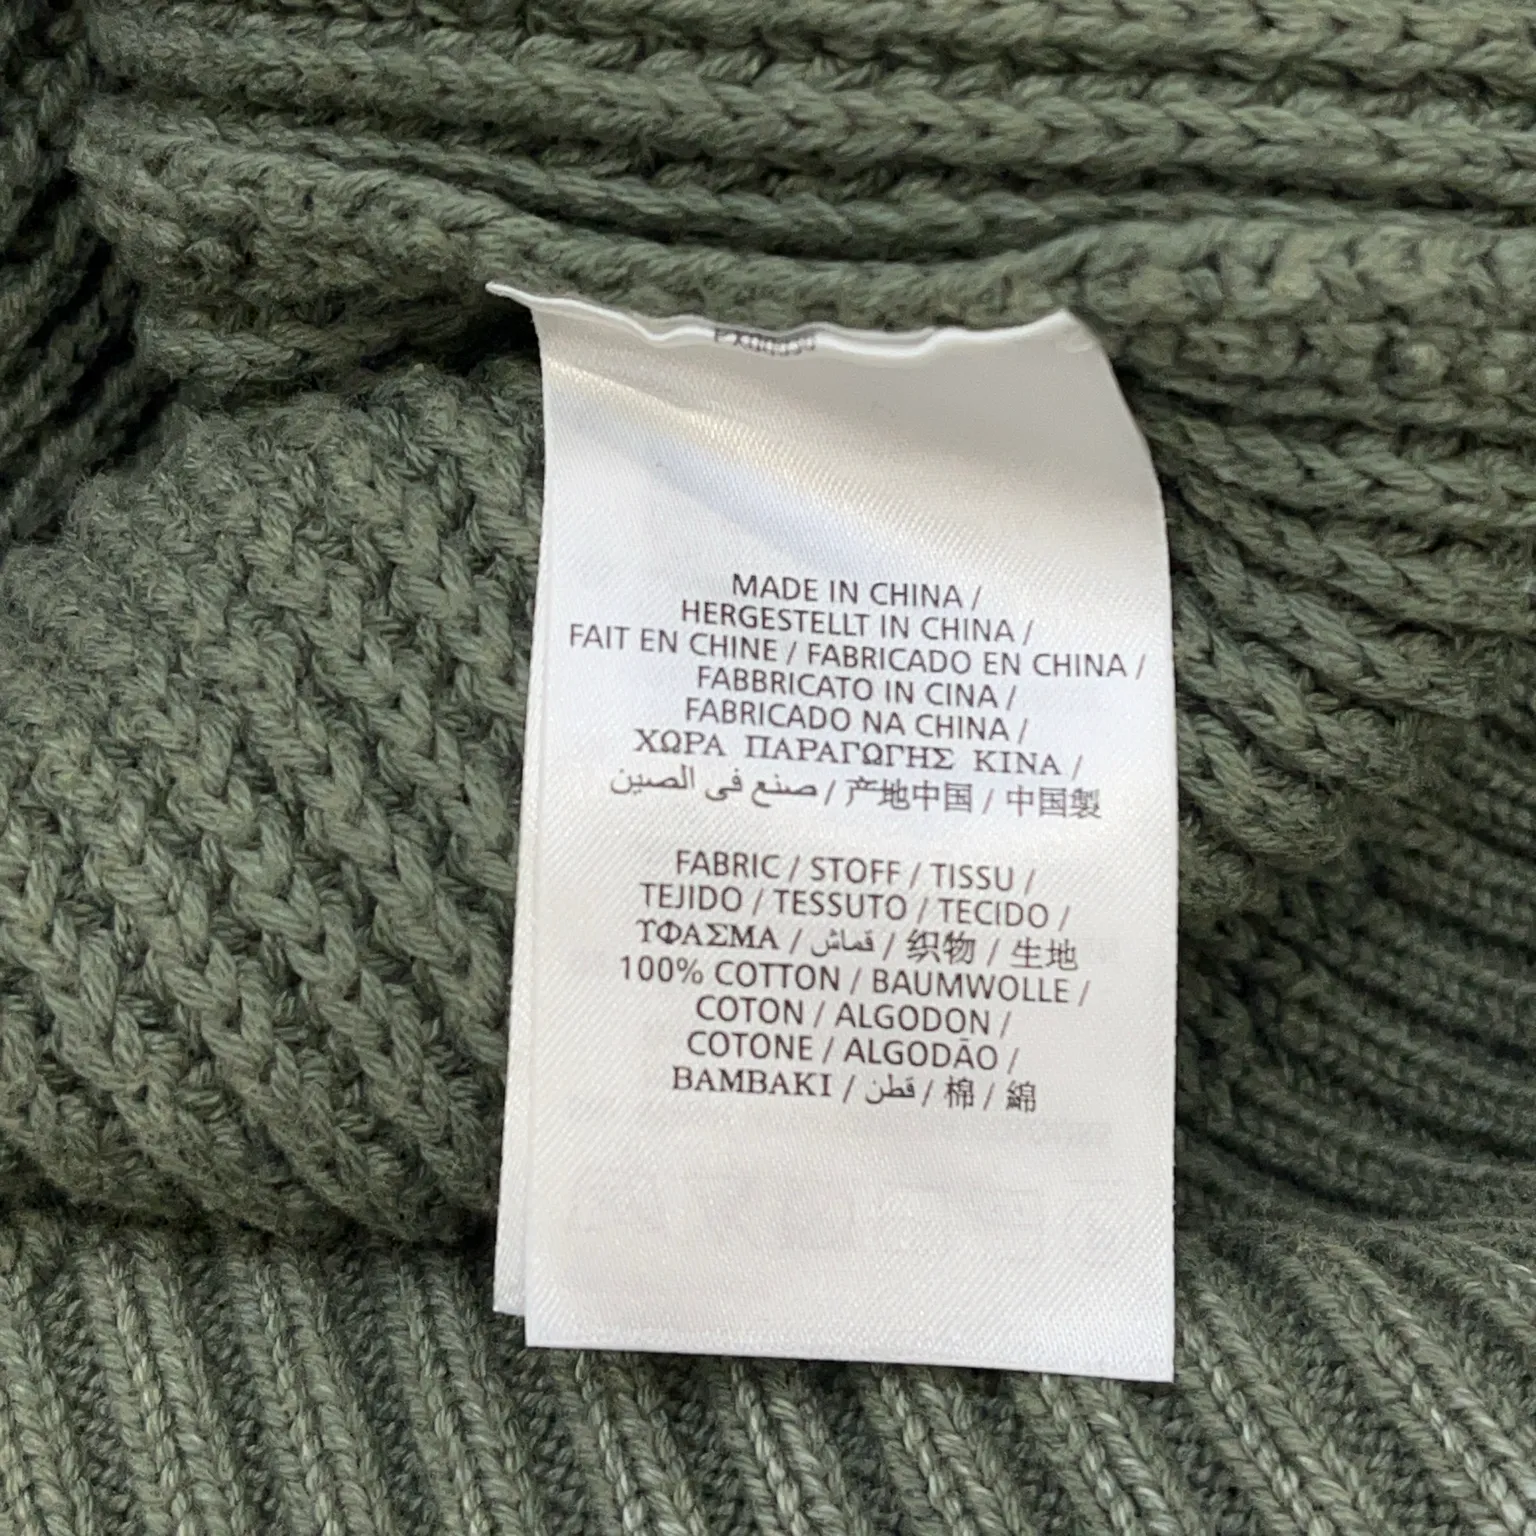 MADE IN CHINA /
HERGESTELLT IN CHINA /
FAIT EN CHINE / FABRICADO EN CHINA /
FABBRICATO IN CINA /
FABRICADO NA CHINA /
ΧΩΡΑ ΠΑΡΑΓΩΓΗΣ ΚΙΝΑ /
صنع في الصين / 产地中国 / 中国製
FABRIC / STOFF / TISSU /
TEJIDO / TESSUTO / TECIDO /
ΥΦΑΣΜΑ / قماش / 织物 / 生地
100% COTTON / BAUMWOLLE /
COTON / ALGODON /
COTONE / ALGODÃO /
ΒΑΜΒΑΚΙ / قطن / 棉 / 綿